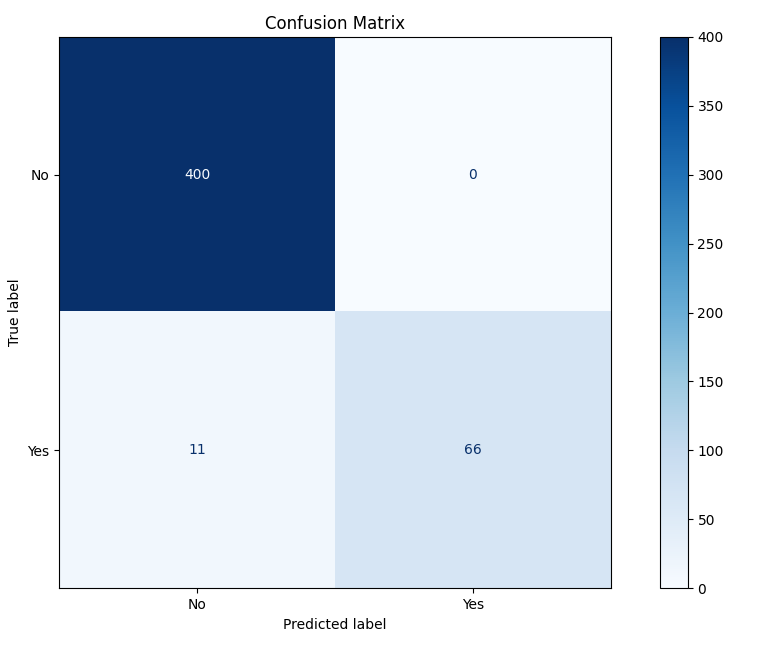 Confusion Matrix
True label
No
Yes
400
0
11
66
No
Yes
Predicted label
400
350
300
250
200
150
100
50
0